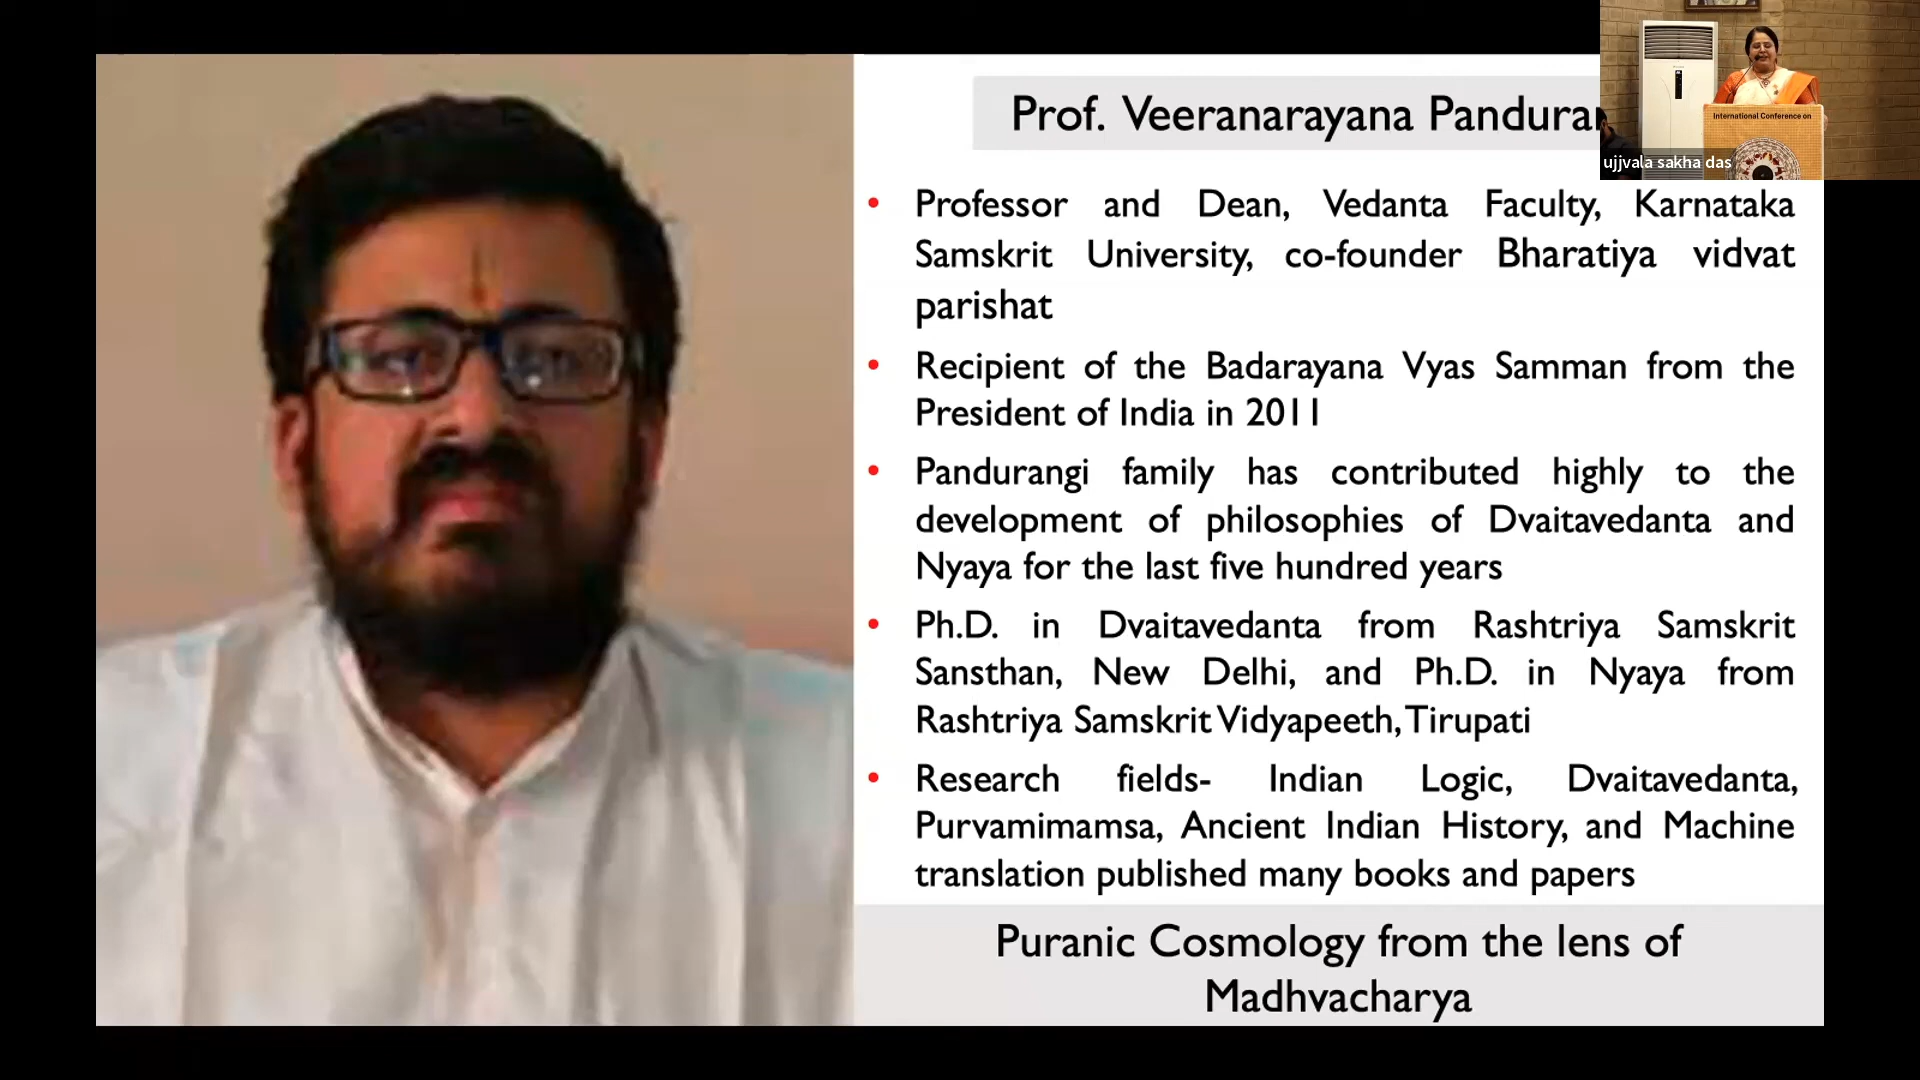 Prof. Veeranarayana
Professor and Dean, Vedanta Faculty, Karnataka
Samskrit University, co-founder Bharatiya vidvat
parishat
• Recipient of the Badarayana Vyas Samman from the
President of India in 2011
• Pandurangi family has contributed highly to the
development of philosophies of Dvaitavedanta and
Nyaya for the last five hundred years
• Ph.D. in Dvaitavedanta from Rashtriya Samskrit
Sansthan, New Delhi, and Ph.D. in Nyaya from
Rashtriya Samskrit Vidyapeeth, Tirupati
• Research fields- Indian Logic, Dvaitavedanta,
Purvamimamsa, Ancient Indian History, and Machine
translation published many books and papers
Puranic Cosmology from the lens of
Madhvacharya
International Conference on
ujjvala sakha das